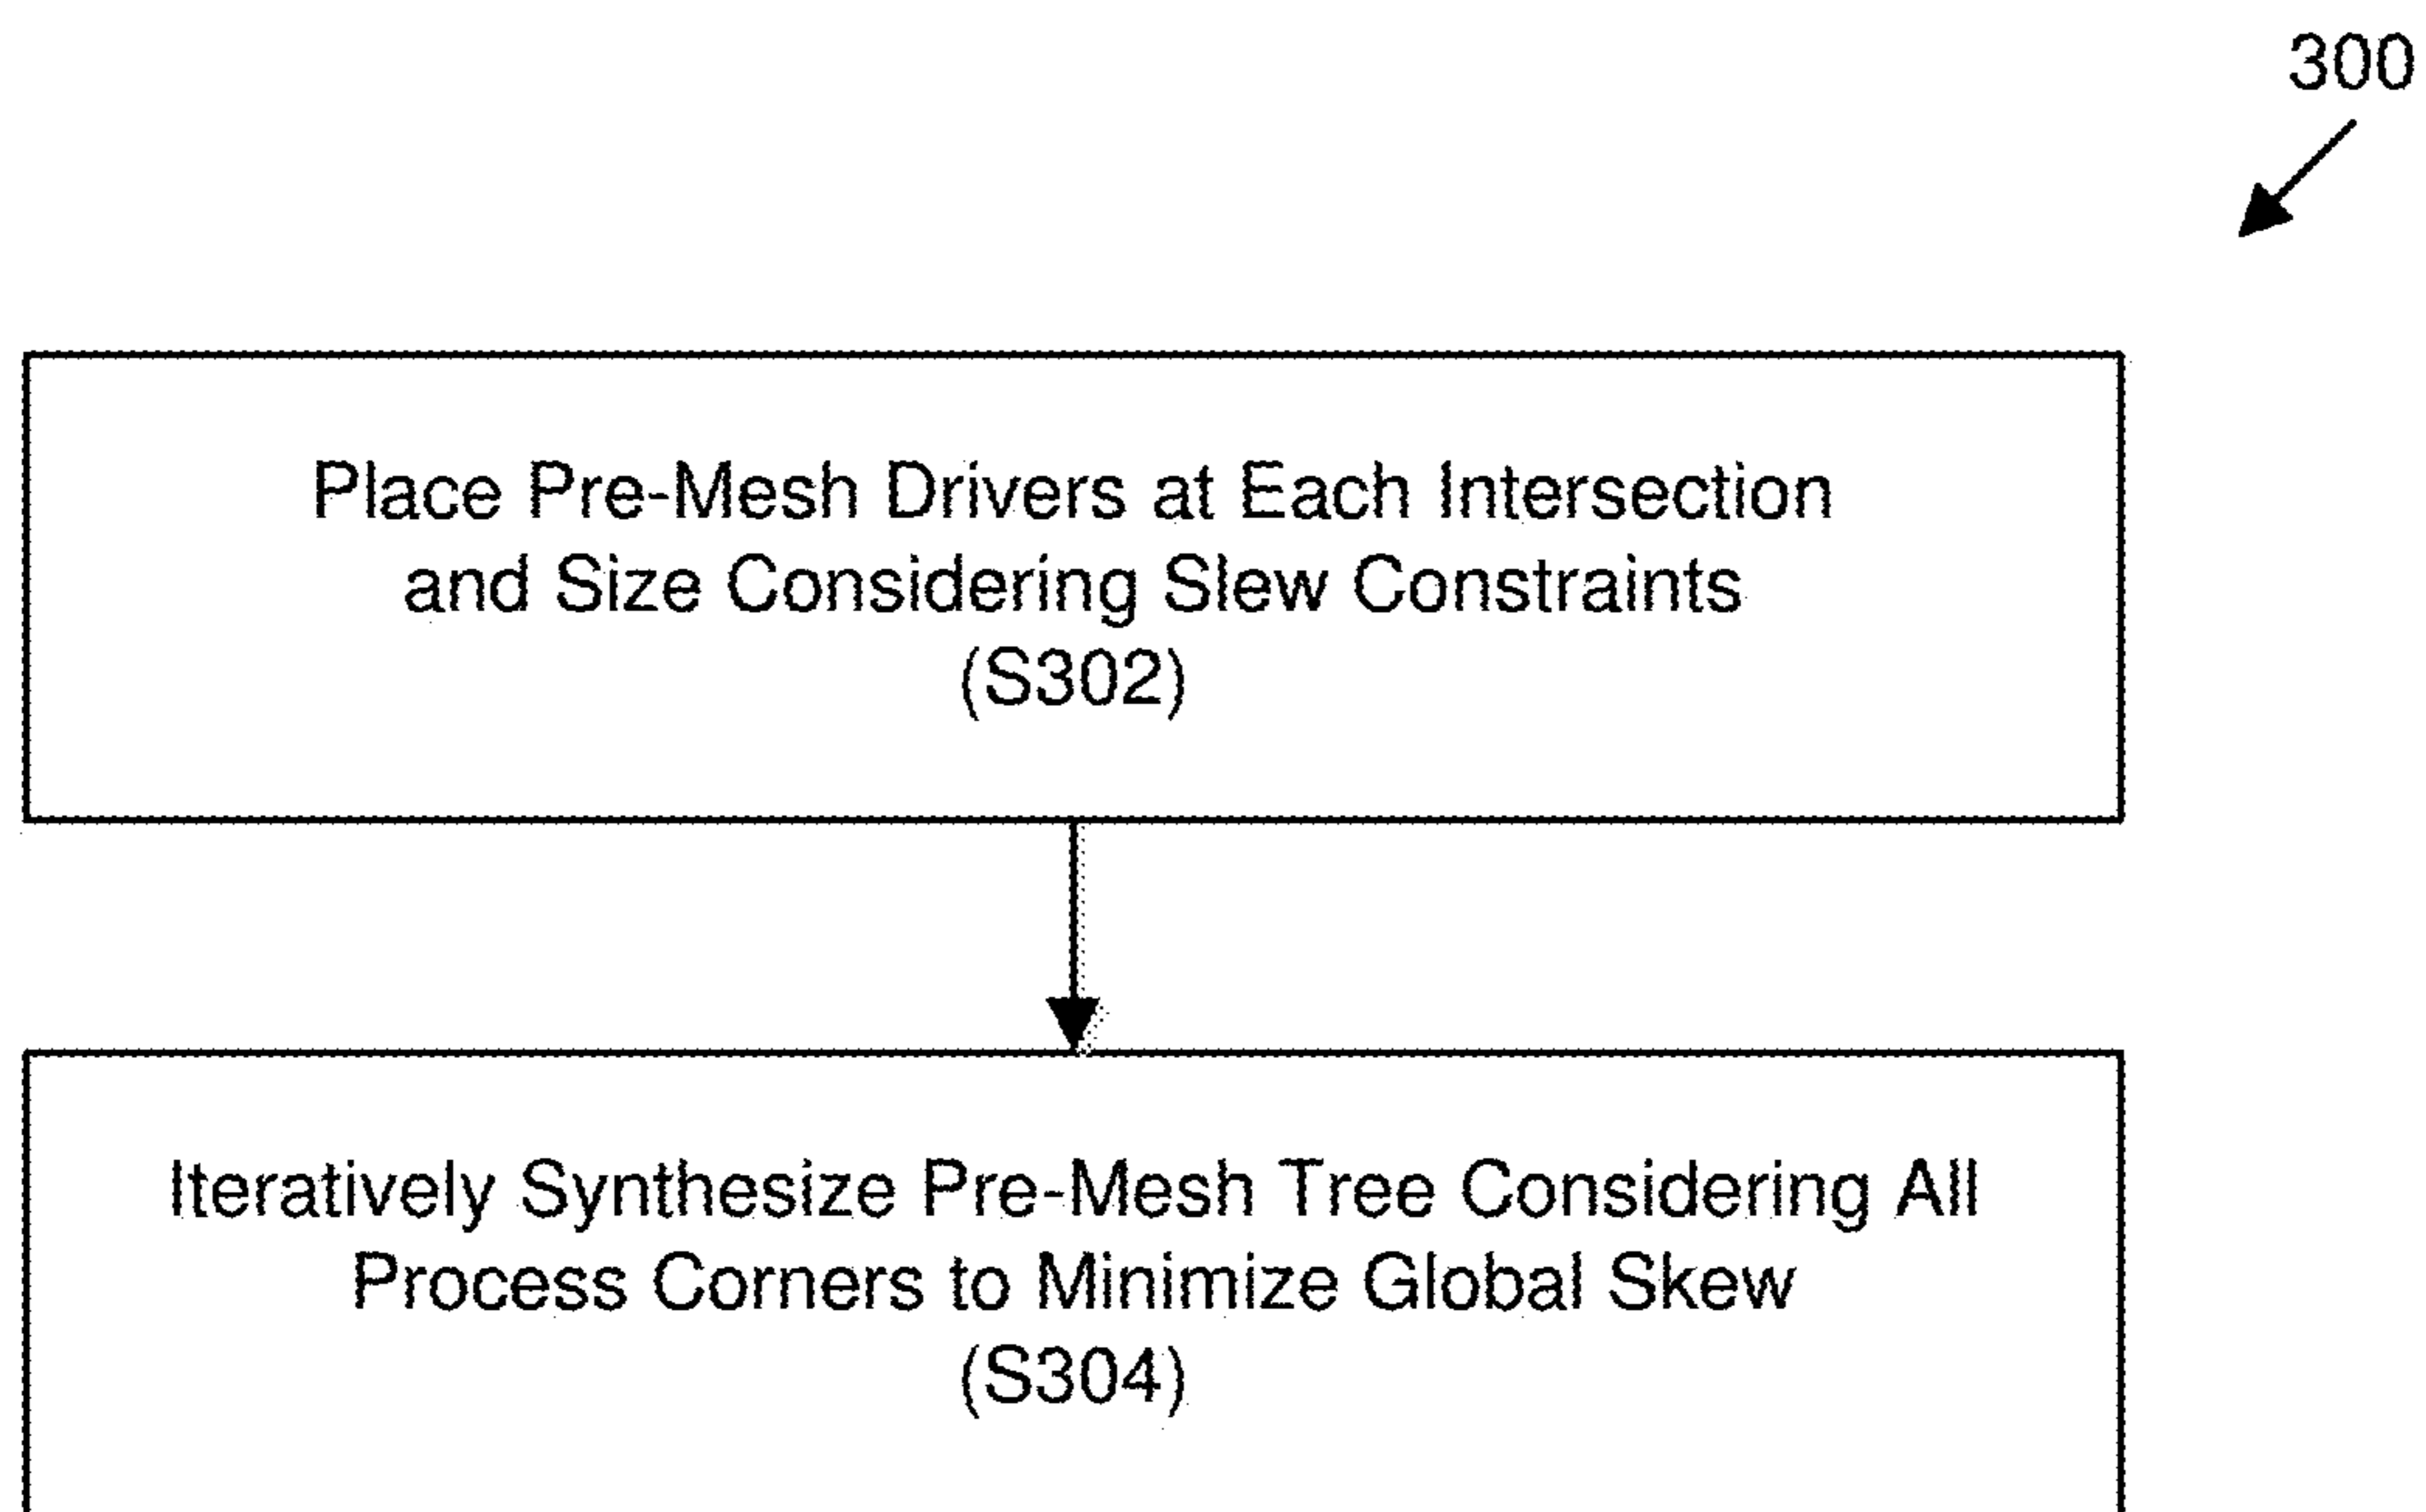 300
Place Pre-Mesh Drivers at Each Intersection
and Size Considering Slew Constraints
(S302)
Iteratively Synthesize Pre-Mesh Tree Considering All
Process Corners to Minimize Global Skew
(S304)